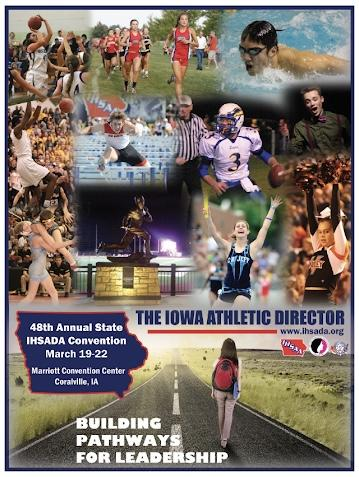 THE IOWA ATHLETIC DIRECTOR
www.ihsada.org
48th Annual State
IHSADA Convention
March 19-22
Marriott Convention Center
Coralville, IA
BUILDING
PATHWAYS
FOR LEADERSHIP
3